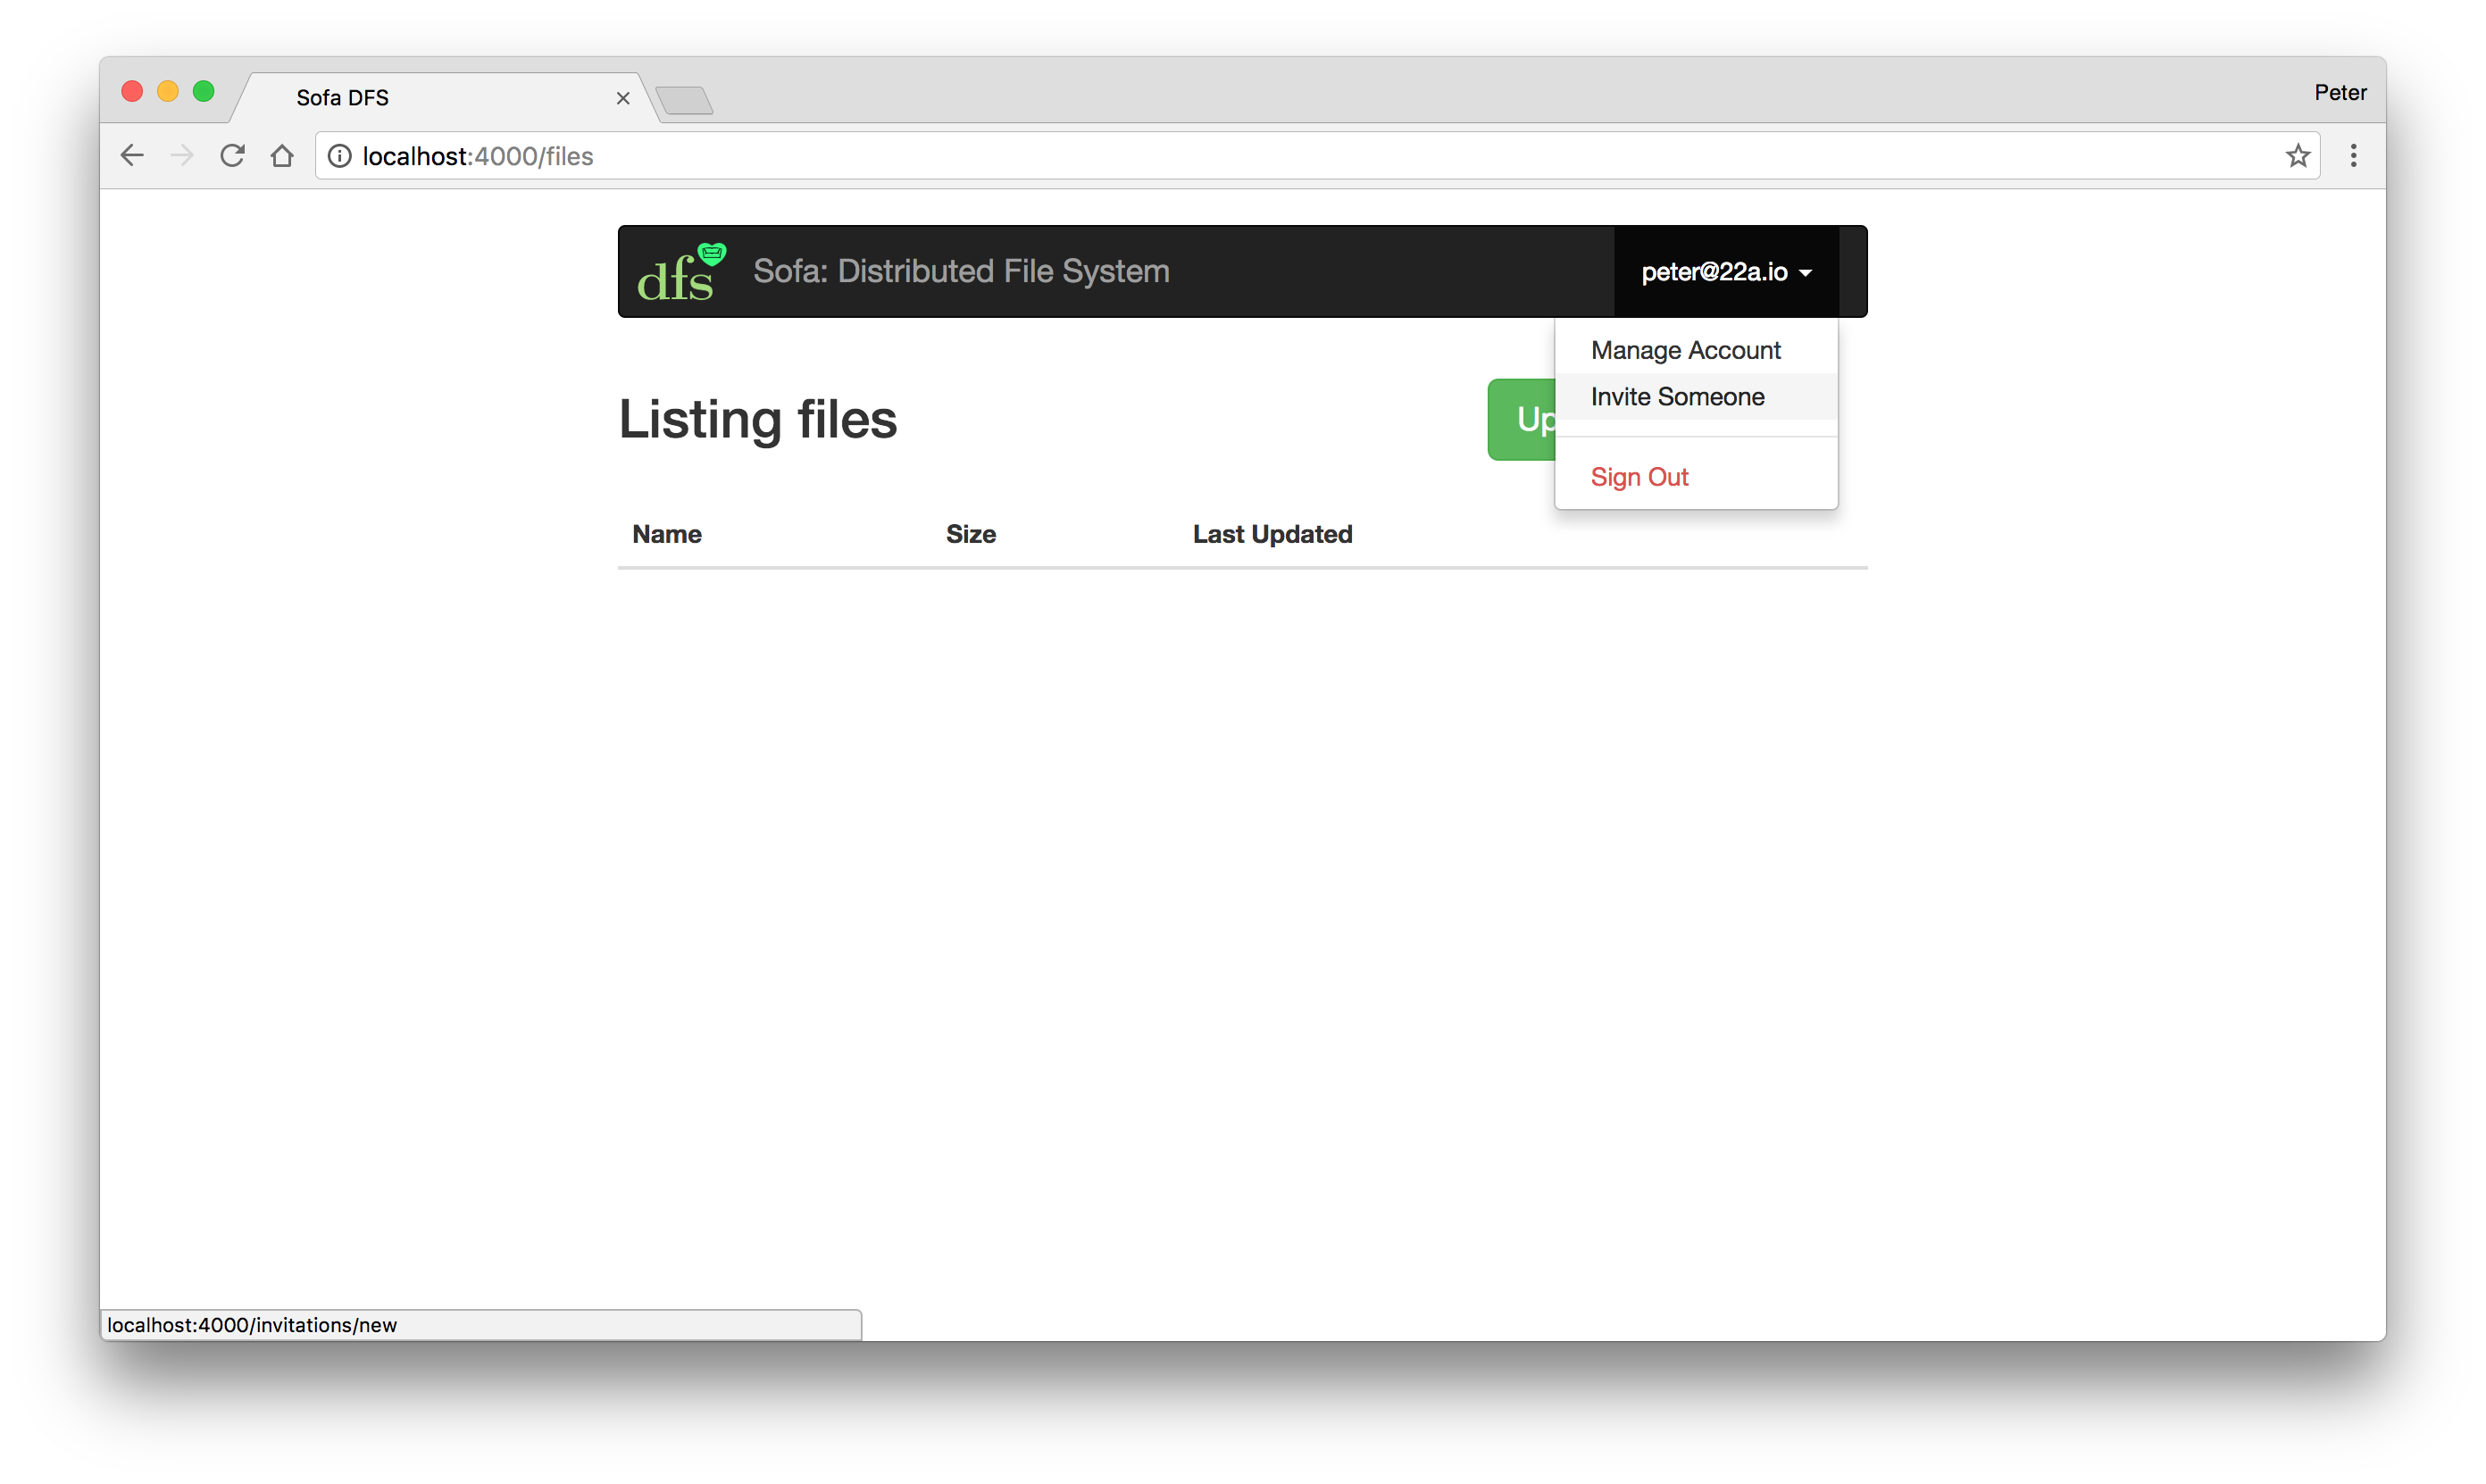 Sofa DFS
Peter
localhost:4000/files
dfs
Sofa: Distributed File System
peter@22a.io
Manage Account
Listing files
Up
Invite Someone
Sign Out
Name Size Last Updated
localhost:4000/invitations/new